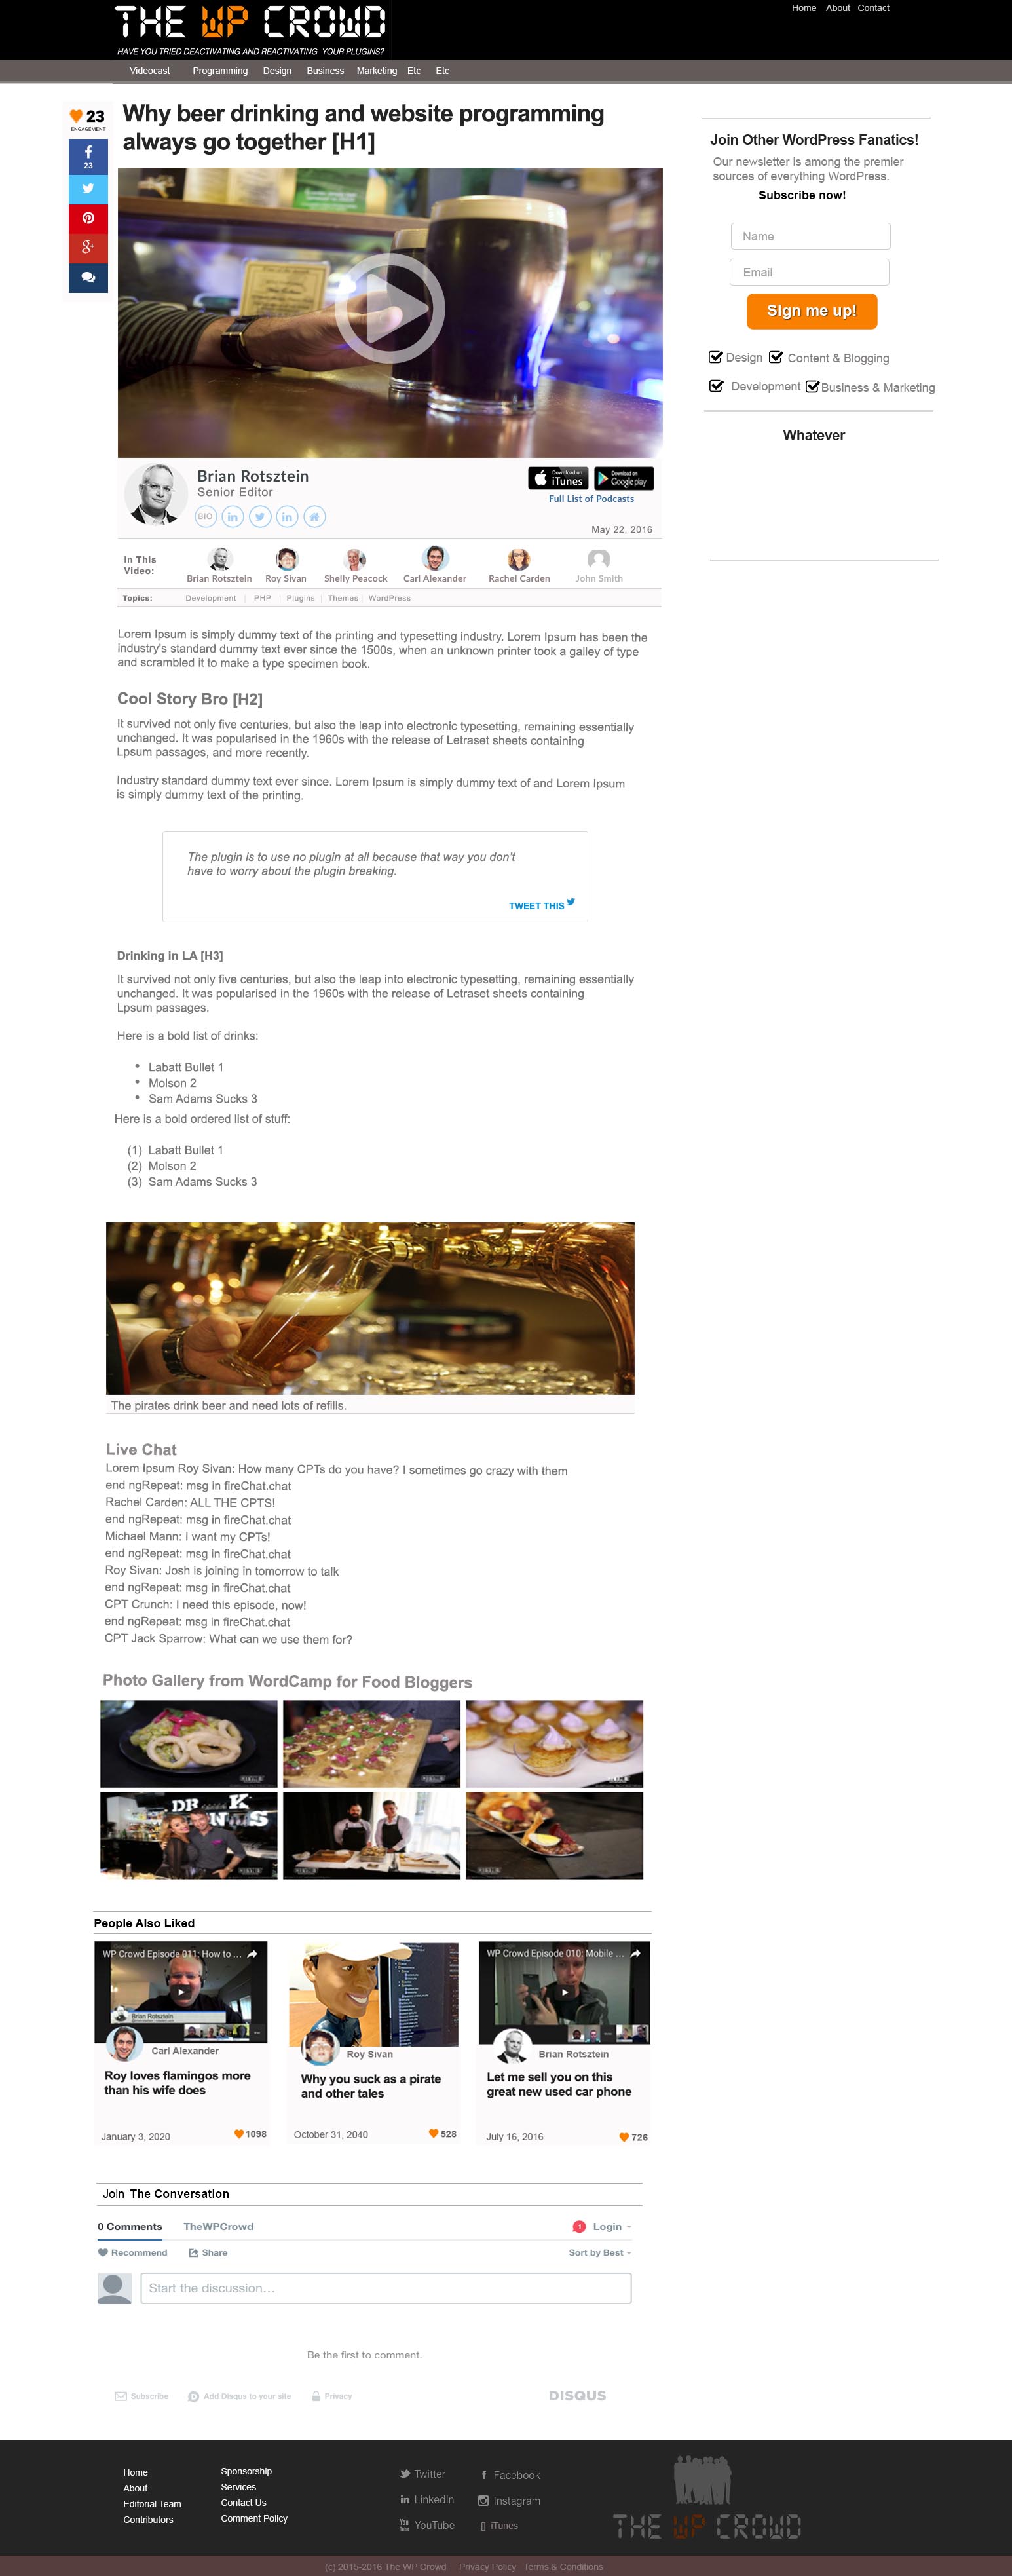 THE WP CROWD
HAVE YOU TRIED DEACTIVATING AND REACTIVATING YOUR PLUGINS?
Home About Contact
Videocast Programming Design Business Marketing Etc Etc
23
ENGAGEMENT
23
Why beer drinking and website programming
always go together [H1]
Brian Rotsztein
Senior Editor
BIO
Download on iTunes
Download on Google play
Full List of Podcasts
May 22, 2016
In This
Video:
Brian Rotsztein Roy Sivan Shelly Peacock Carl Alexander Rachel Carden John Smith
Topics: Development | PHP | Plugins | Themes | WordPress
Lorem Ipsum is simply dummy text of the printing and typesetting industry. Lorem Ipsum has been the
industry's standard dummy text ever since the 1500s, when an unknown printer took a galley of type
and scrambled it to make a type specimen book.
Cool Story Bro [H2]
It survived not only five centuries, but also the leap into electronic typesetting, remaining essentially
unchanged. It was popularised in the 1960s with the release of Letraset sheets containing
Lpsum passages, and more recently.
Industry standard dummy text ever since. Lorem Ipsum is simply dummy text of and Lorem Ipsum
is simply dummy text of the printing.
The plugin is to use no plugin at all because that way you don't
have to worry about the plugin breaking.
TWEET THIS
Drinking in LA [H3]
It survived not only five centuries, but also the leap into electronic typesetting, remaining essentially
unchanged. It was popularised in the 1960s with the release of Letraset sheets containing
Lpsum passages.
Here is a bold list of drinks:
• Labatt Bullet 1
• Molson 2
• Sam Adams Sucks 3
Here is a bold ordered list of stuff:
(1) Labatt Bullet 1
(2) Molson 2
(3) Sam Adams Sucks 3
The pirates drink beer and need lots of refills.
Live Chat
Lorem Ipsum Roy Sivan: How many CPTs do you have? I sometimes go crazy with them
end ngRepeat: msg in fireChat.chat
Rachel Carden: ALL THE CPTS!
end ngRepeat: msg in fireChat.chat
Michael Mann: I want my CPTs!
end ngRepeat: msg in fireChat.chat
Roy Sivan: Josh is joining in tomorrow to talk
end ngRepeat: msg in fireChat.chat
CPT Crunch: I need this episode, now!
end ngRepeat: msg in fireChat.chat
CPT Jack Sparrow: What can we use them for?
Photo Gallery from WordCamp for Food Bloggers
People Also Liked
WP Crowd Episode 011: How to ...
Brian Rotsztein
Carl Alexander
Roy loves flamingos more
than his wife does
January 3, 2020
1098
Roy Sivan
Why you suck as a pirate
and other tales
October 31, 2040
528
WP Crowd Episode 010: Mobile ...
Brian Rotsztein
Let me sell you on this
great new used car phone
July 16, 2016
726
Join The Conversation
0 Comments TheWPCrowd 1 Login
Recommend Share Sort by Best
Start the discussion…
Be the first to comment.
Subscribe Add Disqus to your site Privacy DISQUS
Join Other WordPress Fanatics!
Our newsletter is among the premier
sources of everything WordPress.
Subscribe now!
Name
Email
Sign me up!
Design Content & Blogging
Development Business & Marketing
Whatever
Home
About
Editorial Team
Contributors
Sponsorship
Services
Contact Us
Comment Policy
Twitter
LinkedIn
YouTube
Facebook
Instagram
[] iTunes
THE WP CROWD
(c) 2015-2016 The WP Crowd Privacy Policy Terms & Conditions